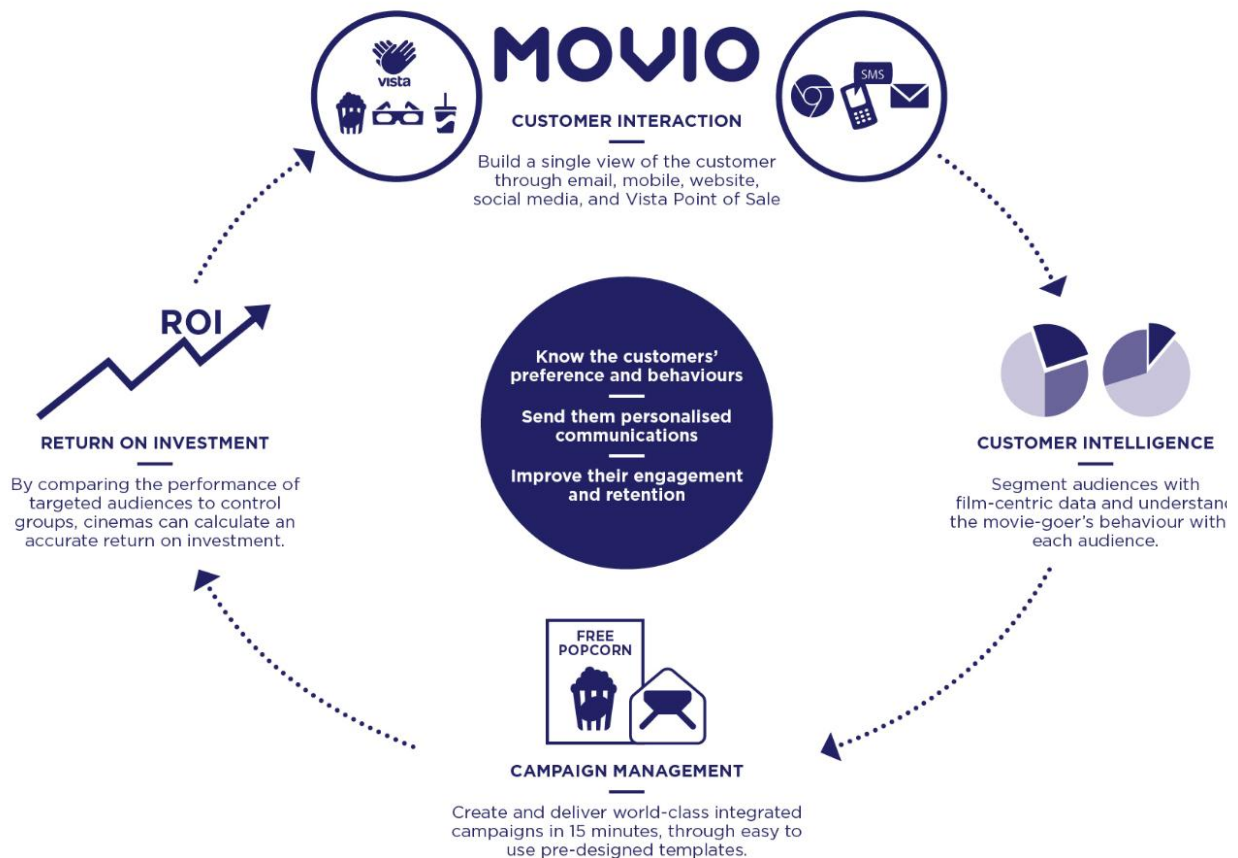 MOVIO
vista
SMS
CUSTOMER INTERACTION
Build a single view of the customer
through email, mobile, website,
social media, and Vista Point of Sale
ROI
RETURN ON INVESTMENT
By comparing the performance of
targeted audiences to control
groups, cinemas can calculate an
accurate return on investment.
Know the customers'
preference and behaviours
Send them personalised
communications
Improve their engagement
and retention
CUSTOMER INTELLIGENCE
Segment audiences with
film-centric data and understand
the movie-goer's behaviour with
each audience.
FREE
POPCORN
CAMPAIGN MANAGEMENT
Create and deliver world-class integrated
campaigns in 15 minutes, through easy to
use pre-designed templates.